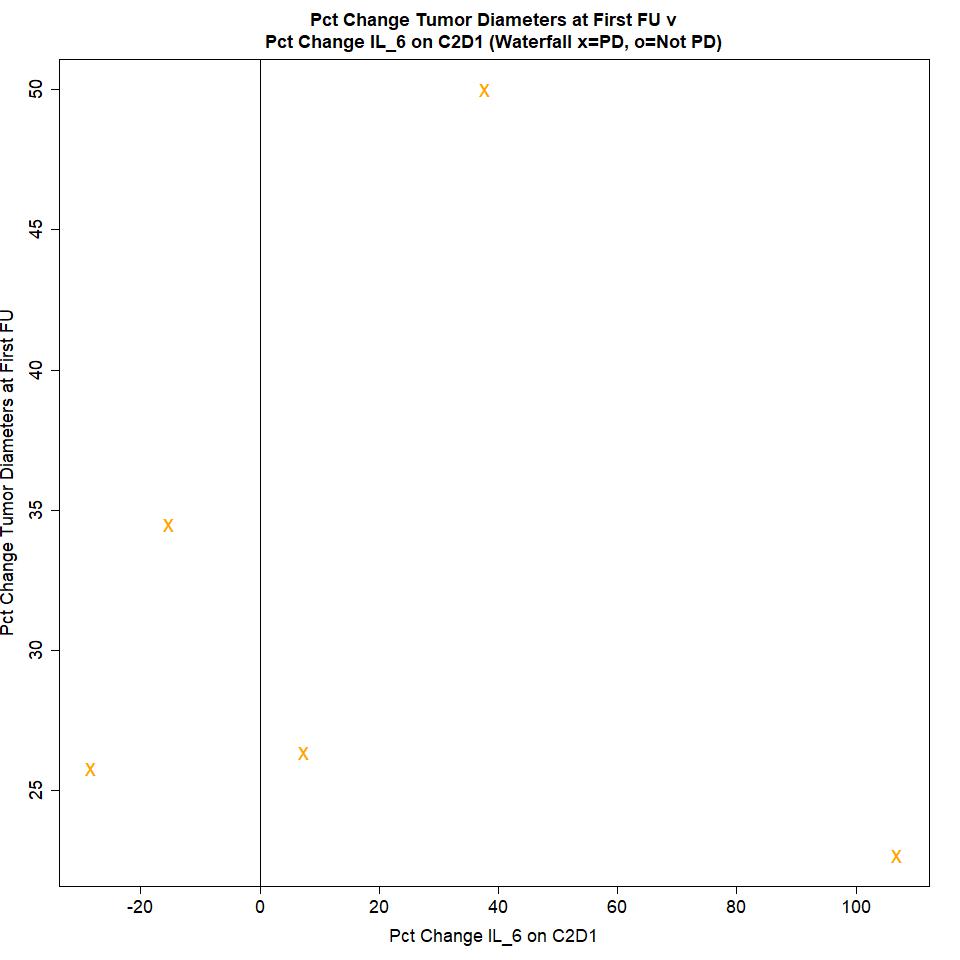 Pct Change Tumor Diameters at First FU v
Pct Change IL_6 on C2D1 (Waterfall x=PD, o=Not PD)
Pct Change Tumor Diameters at First FU
50
45
40
35
30
25
X
X
X
X
X
-20
0
20
40
60
80
100
Pct Change IL_6 on C2D1